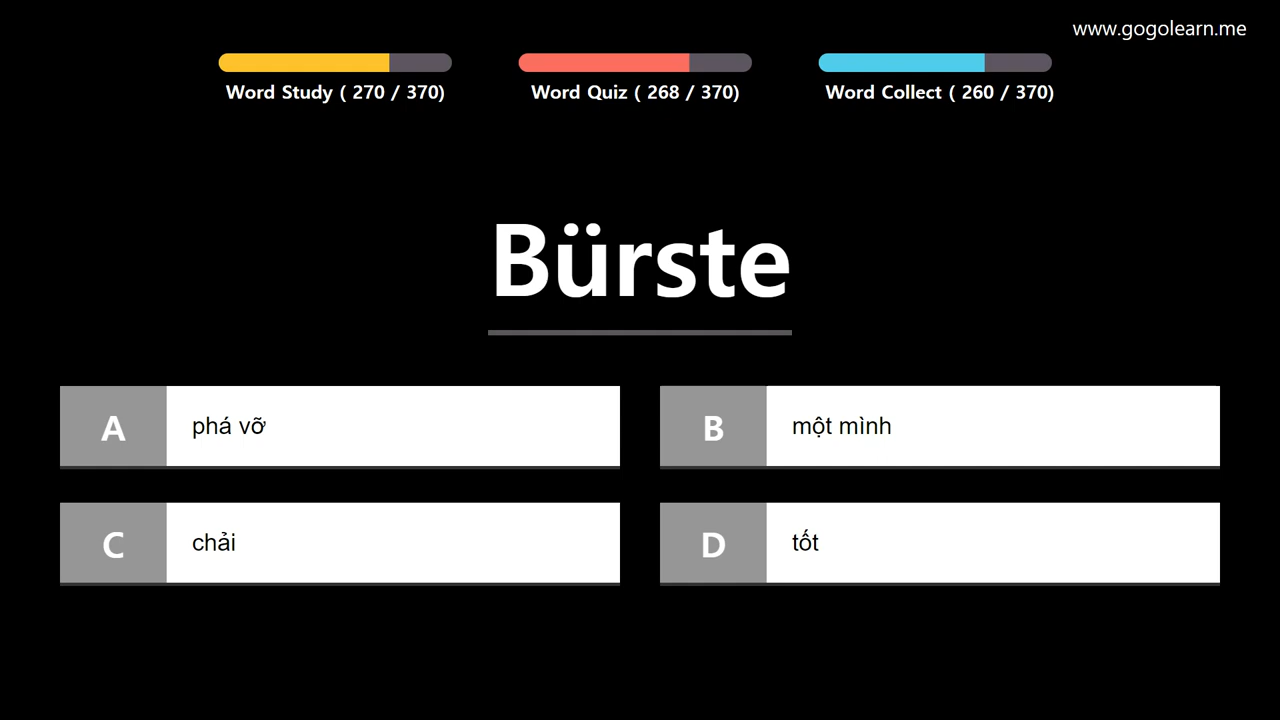 www.gogolearn.me
Word Study ( 270 / 370)
Word Quiz ( 268 / 370)
Word Collect ( 260 / 370)
Bürste
A phá vỡ
B một mình
C chải
D tốt